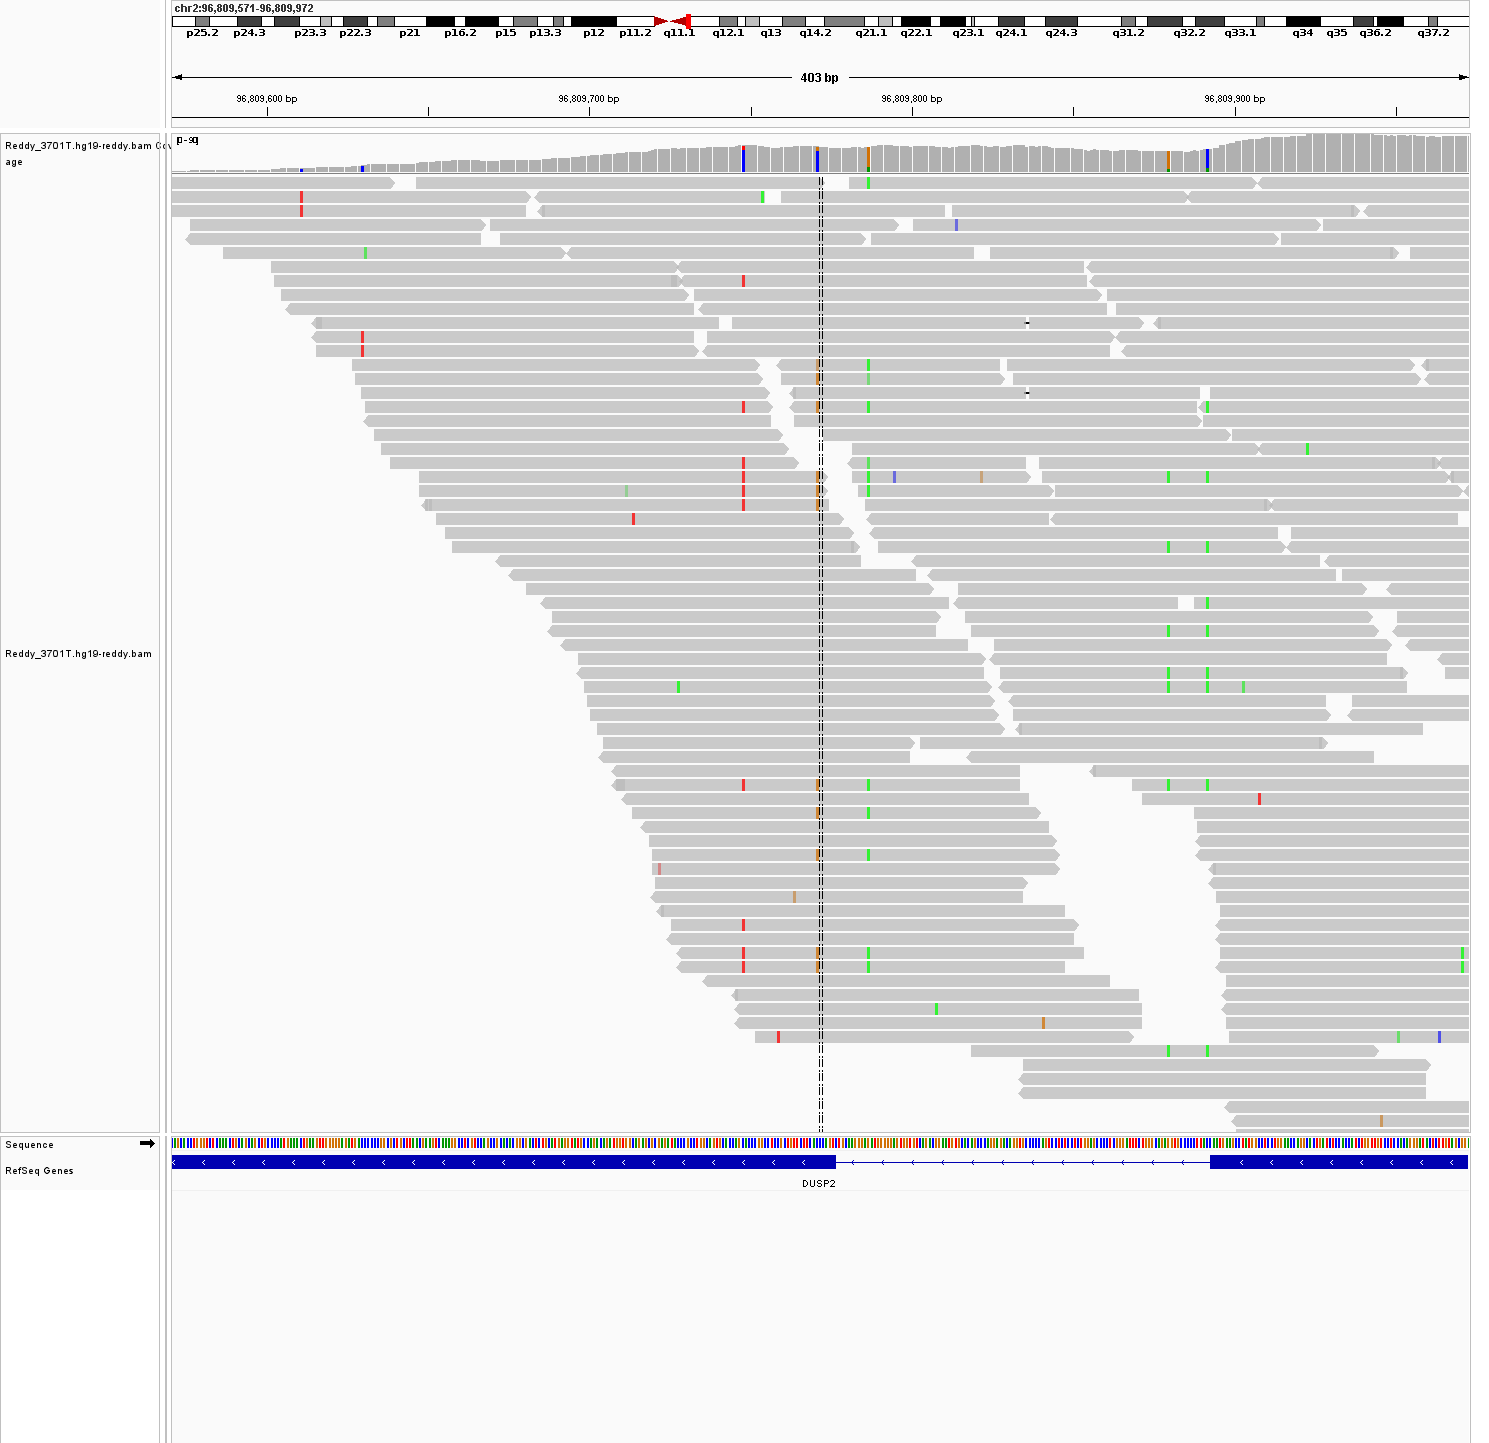 chr2:96,809,571-96,809,972
p25.2 p24.3 p23.3 p22.3 p21 p16.2 p15 p13.3 p12 p11.2 q11.1 q12.1 q13 q14.2 q21.1 q22.1 q23.1 q24.1 q24.3 q31.2 q32.2 q33.1 q34 q35 q36.2 q37.2
403 bp
96,809,600 bp 96,809,700 bp 96,809,800 bp 96,809,900 bp
Reddy_3701T.hg19-reddy.bam Cov
age
Reddy_3701T.hg19-reddy.bam
Sequence
RefSeq Genes
DUSP2